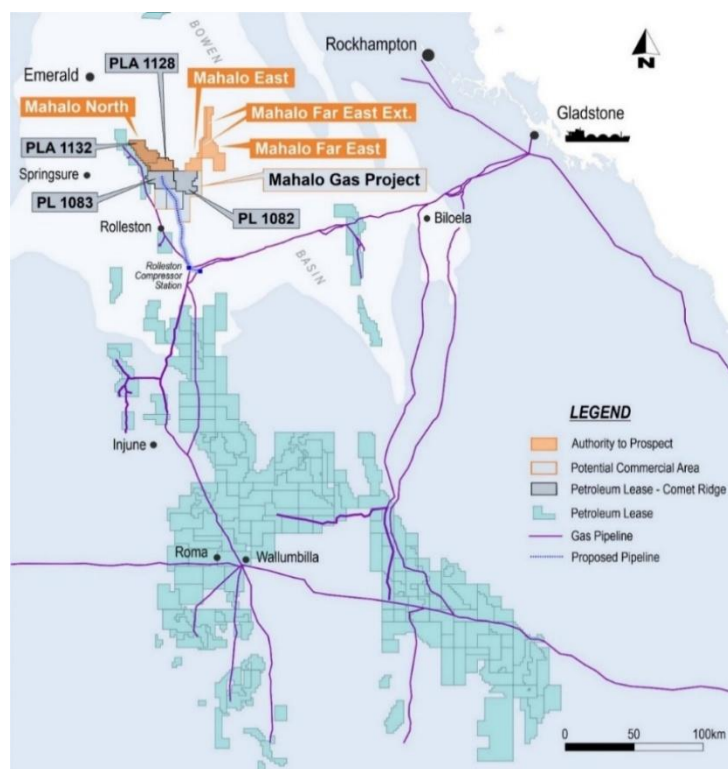 BOWEN
Rockhampton
N
PLA 1128
Emerald
Mahalo East
Mahalo North
Mahalo Far East Ext.
Gladstone
PLA 1132
Mahalo Far East
Springsure
Mahalo Gas Project
PL 1083
PL 1082
Biloela
Rolleston
BASIN
Rolleston
Compressor
Station
LEGEND
Injune
Authority to Prospect
Potential Commercial Area
Petroleum Lease - Comet Ridge
Petroleum Lease
Gas Pipeline
Roma
Wallumbilla
Proposed Pipeline
0
50
100km